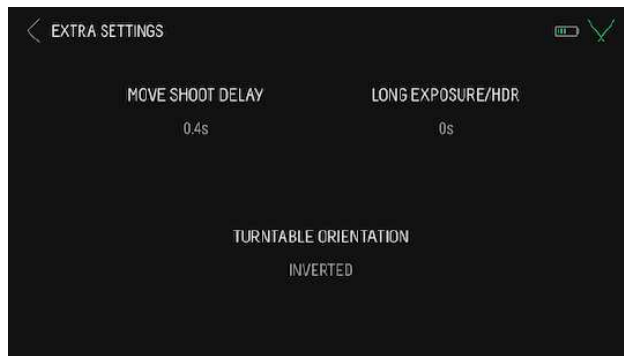 EXTRA SETTINGS
MOVE SHOOT DELAY
LONG EXPOSURE/HDR
0.4s
0s
TURNTABLE ORIENTATION
INVERTED